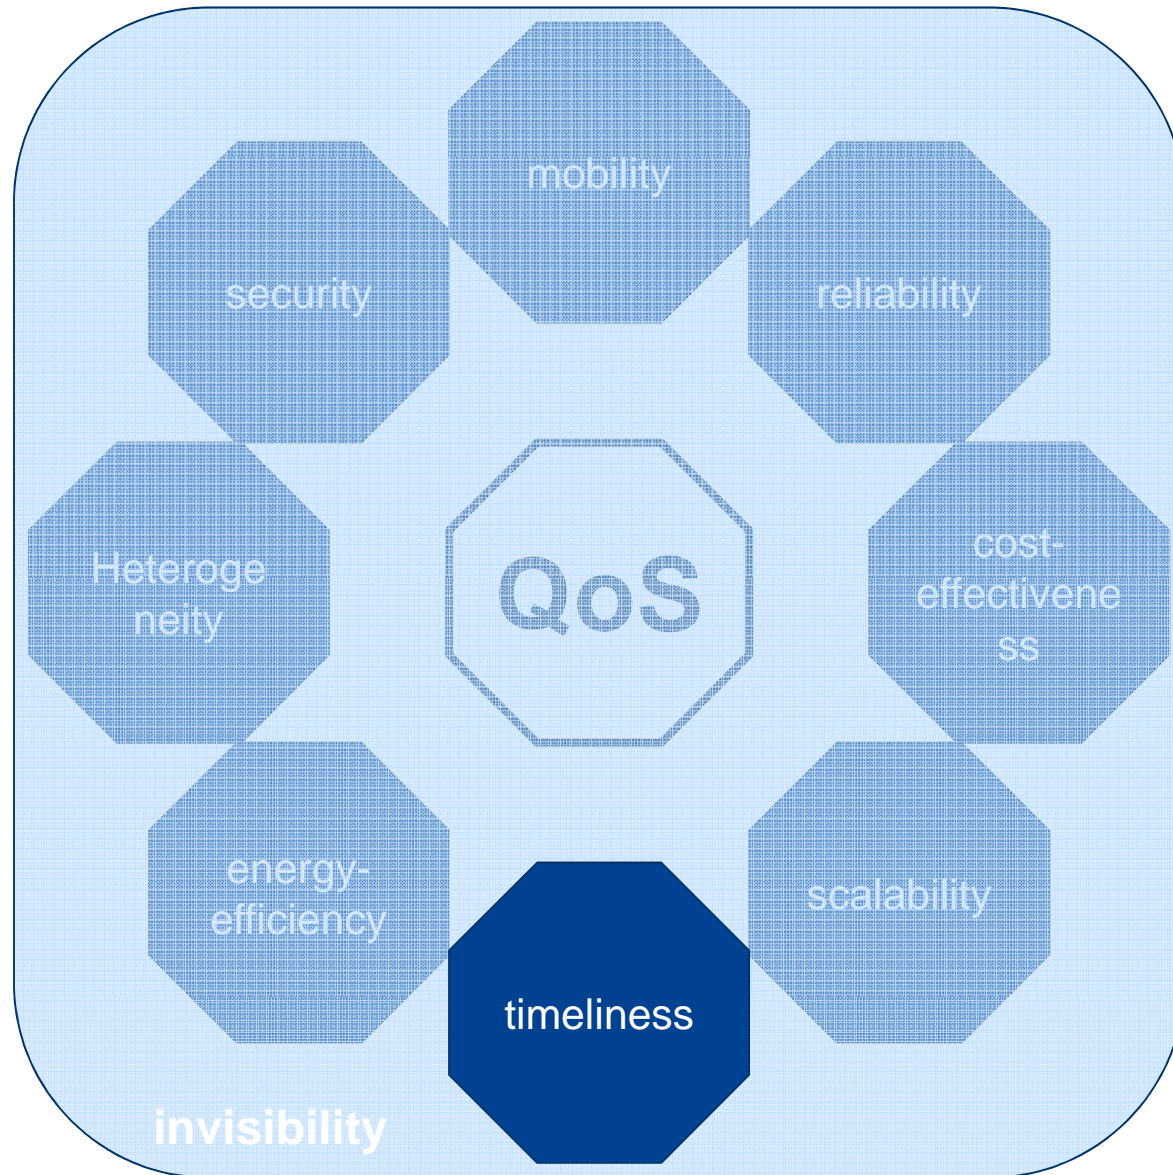 mobility
security
reliability
Heteroge
neity
QoS
cost-
effectivene
ss
energy-
efficiency
scalability
timeliness
invisibility